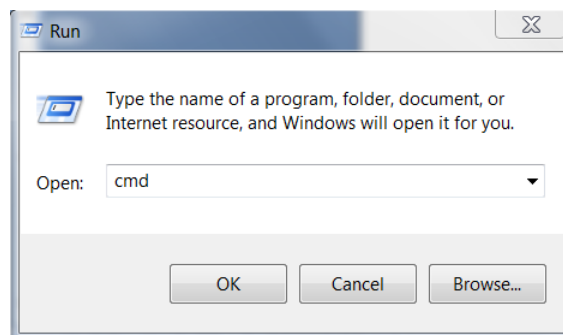 Run
Type the name of a program, folder, document, or
Internet resource, and Windows will open it for you.
Open: cmd
OK Cancel Browse...